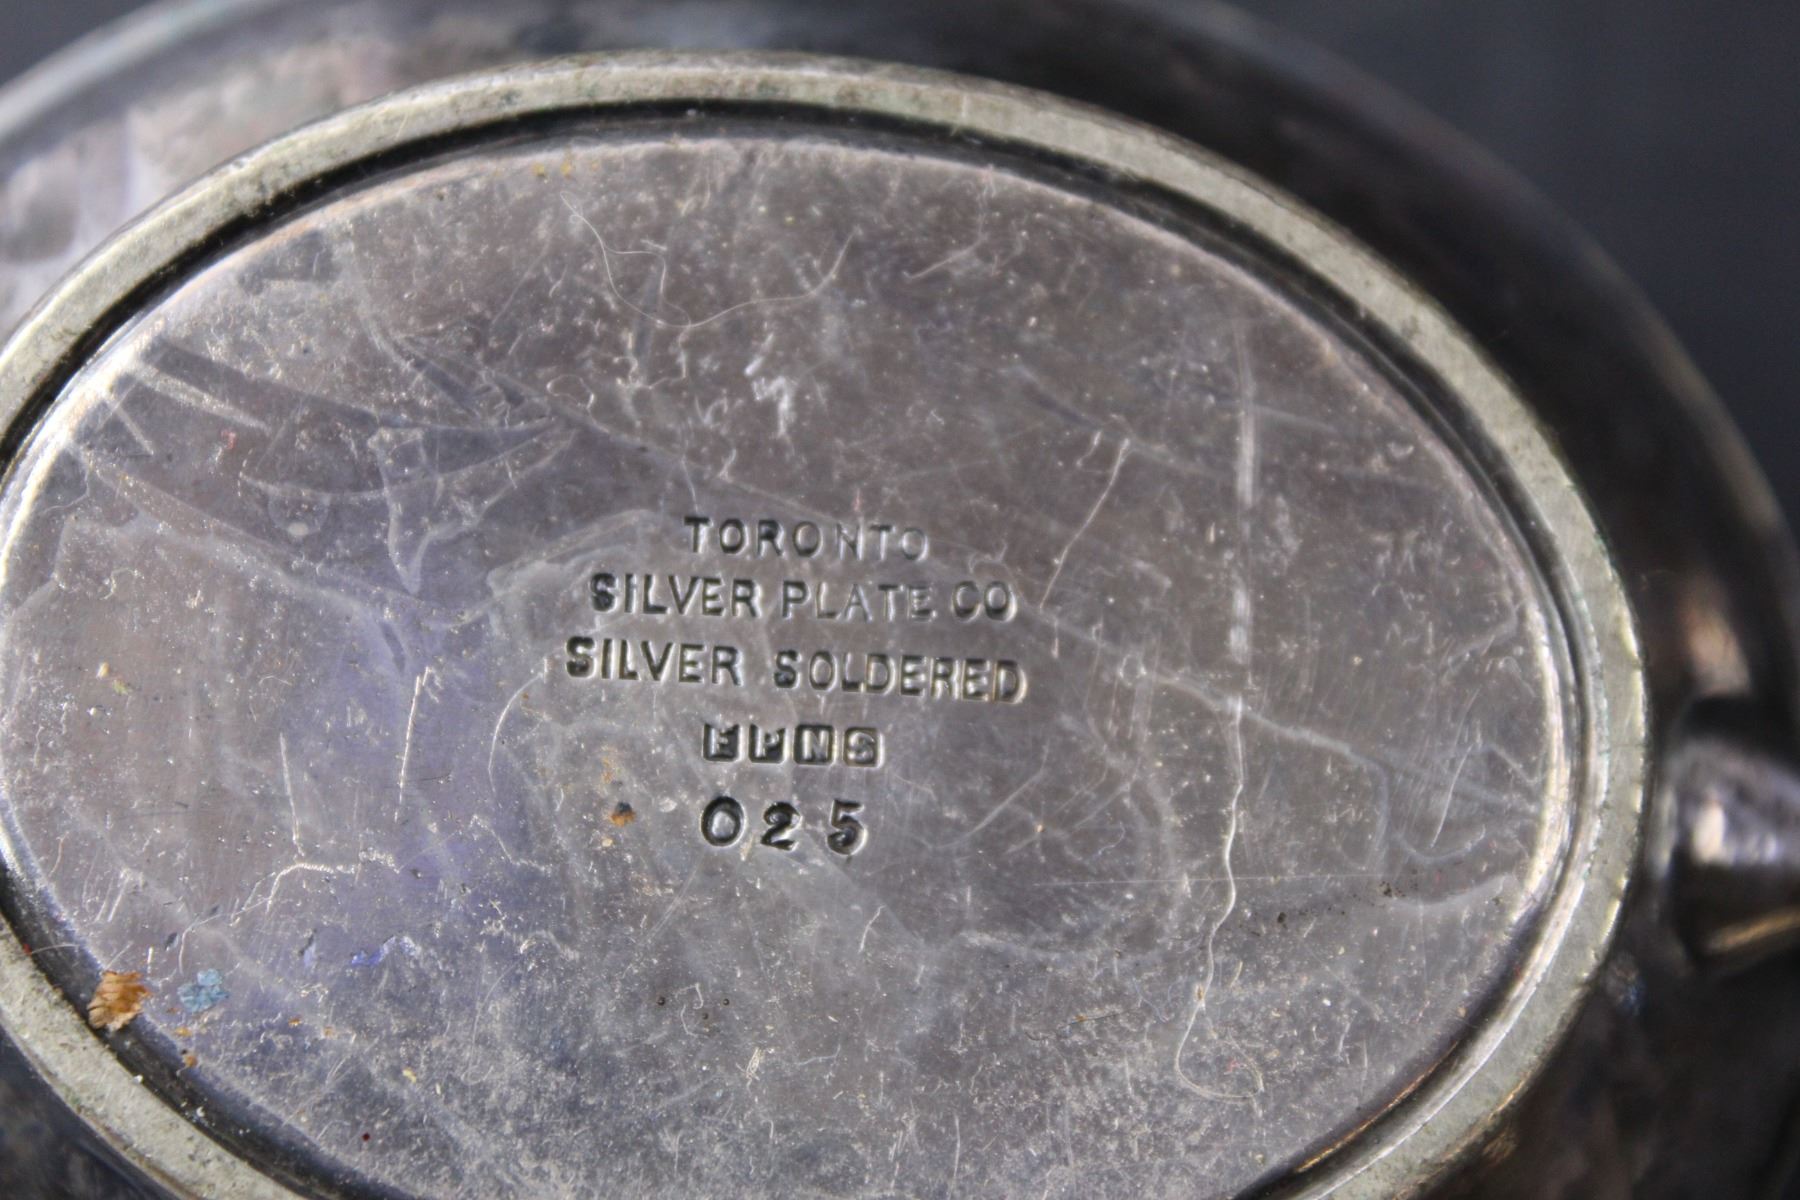 TORONTO
SILVER PLATE CO
SILVER SOLDERED
EPNS
025